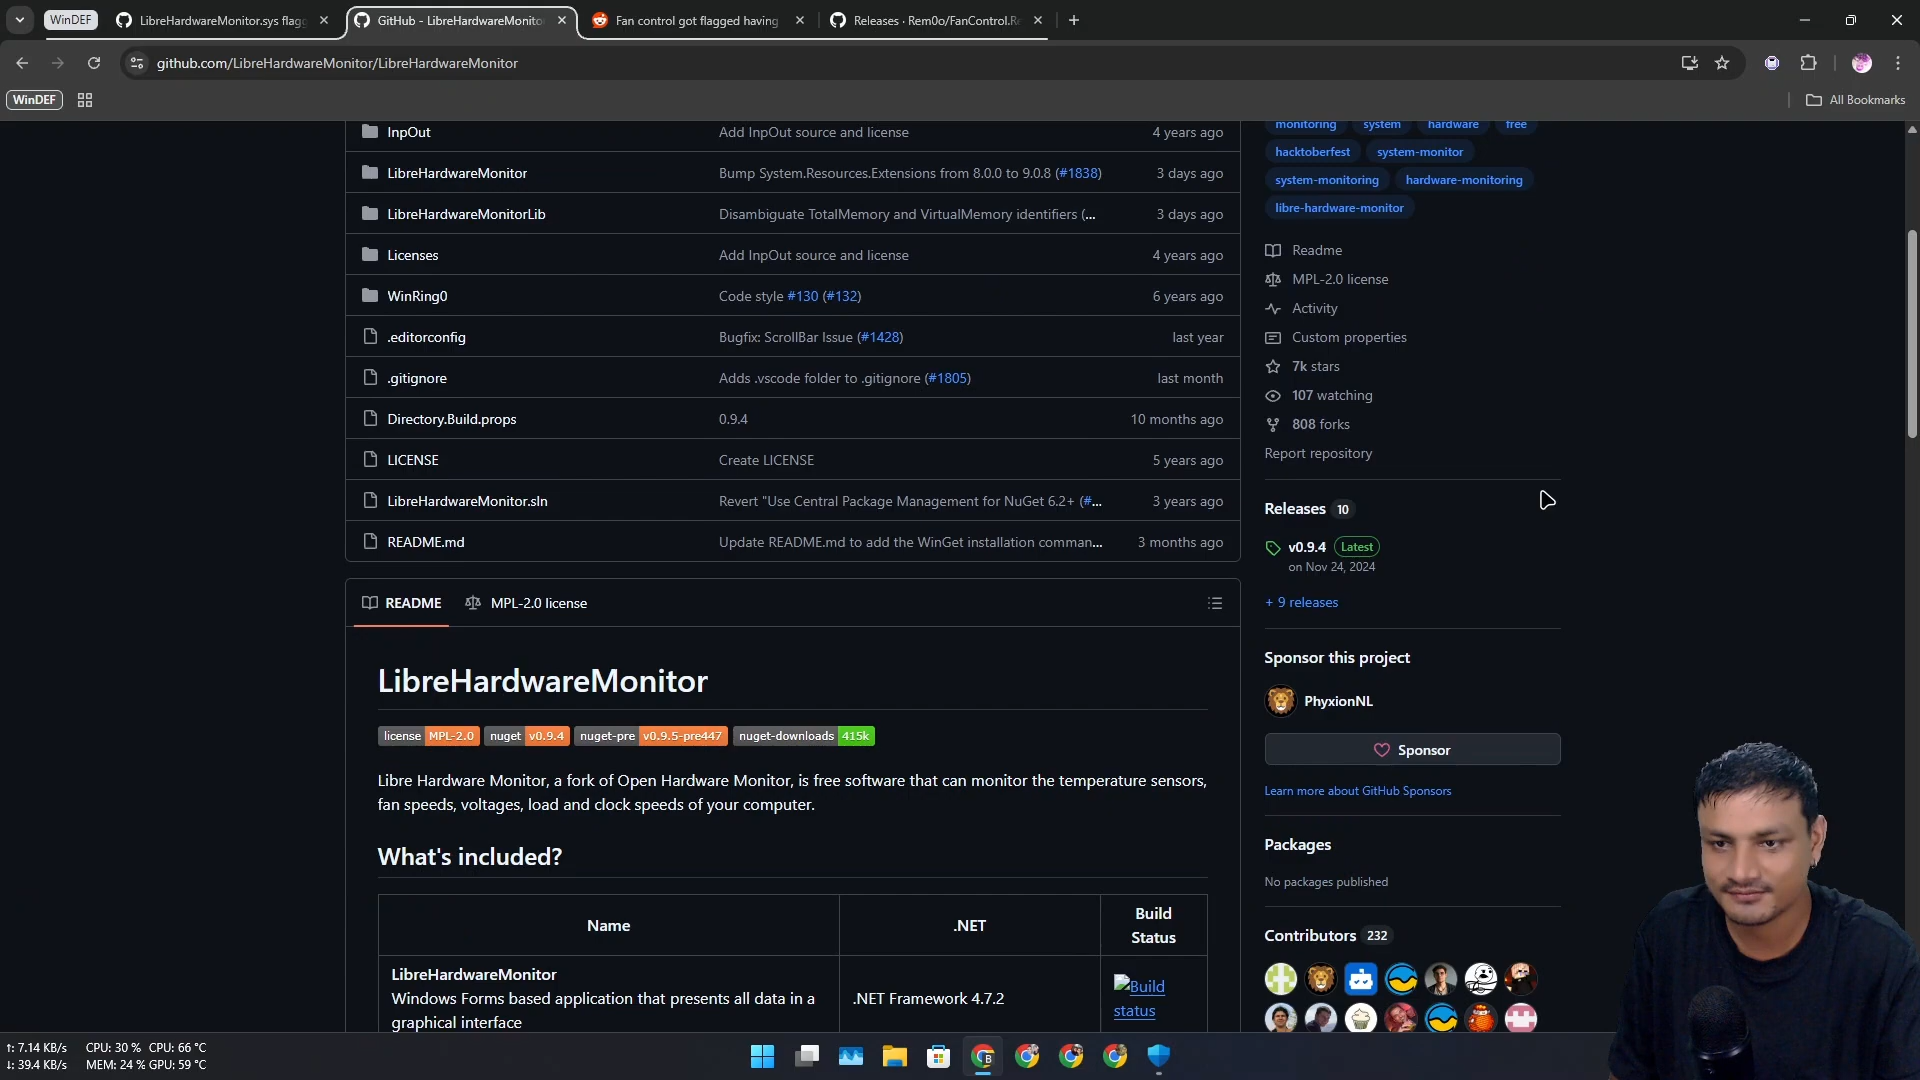 WinDEF
LibreHardwareMonitor.sys flagg
GitHub - LibreHardwareMonito
Fan control got flagged having
Releases · Rem0o/FanControl.Re
github.com/LibreHardwareMonitor/LibreHardwareMonitor
WinDEF
All Bookmarks
InpOut Add InpOut source and license 4 years ago
LibreHardwareMonitor Bump System.Resources.Extensions from 8.0.0 to 9.0.8 (#1838) 3 days ago
LibreHardwareMonitorLib Disambiguate TotalMemory and VirtualMemory identifiers (... 3 days ago
Licenses Add InpOut source and license 4 years ago
WinRing0 Code style #130 (#132) 6 years ago
.editorconfig Bugfix: ScrollBar Issue (#1428) last year
.gitignore Adds .vscode folder to .gitignore (#1805) last month
Directory.Build.props 0.9.4 10 months ago
LICENSE Create LICENSE 5 years ago
LibreHardwareMonitor.sln Revert "Use Central Package Management for NuGet 6.2+ (#... 3 years ago
README.md Update README.md to add the WinGet installation comman... 3 months ago
README MPL-2.0 license
LibreHardwareMonitor
license MPL-2.0 nuget v0.9.4 nuget-pre v0.9.5-pre447 nuget-downloads 415k
Libre Hardware Monitor, a fork of Open Hardware Monitor, is free software that can monitor the temperature sensors,
fan speeds, voltages, load and clock speeds of your computer.
What's included?
Name .NET Build
Status
LibreHardwareMonitor
Windows Forms based application that presents all data in a
graphical interface
.NET Framework 4.7.2
Build
status
monitoring system hardware free
hacktoberfest system-monitor
system-monitoring hardware-monitoring
libre-hardware-monitor
Readme
MPL-2.0 license
Activity
Custom properties
7k stars
107 watching
808 forks
Report repository
Releases 10
v0.9.4 Latest
on Nov 24, 2024
+ 9 releases
Sponsor this project
PhyxionNL
Sponsor
Learn more about GitHub Sponsors
Packages
No packages published
Contributors 232
↑: 7.14 KB/s CPU: 30 % CPU: 66 °C
↓: 39.4 KB/s MEM: 24 % GPU: 59 °C
B